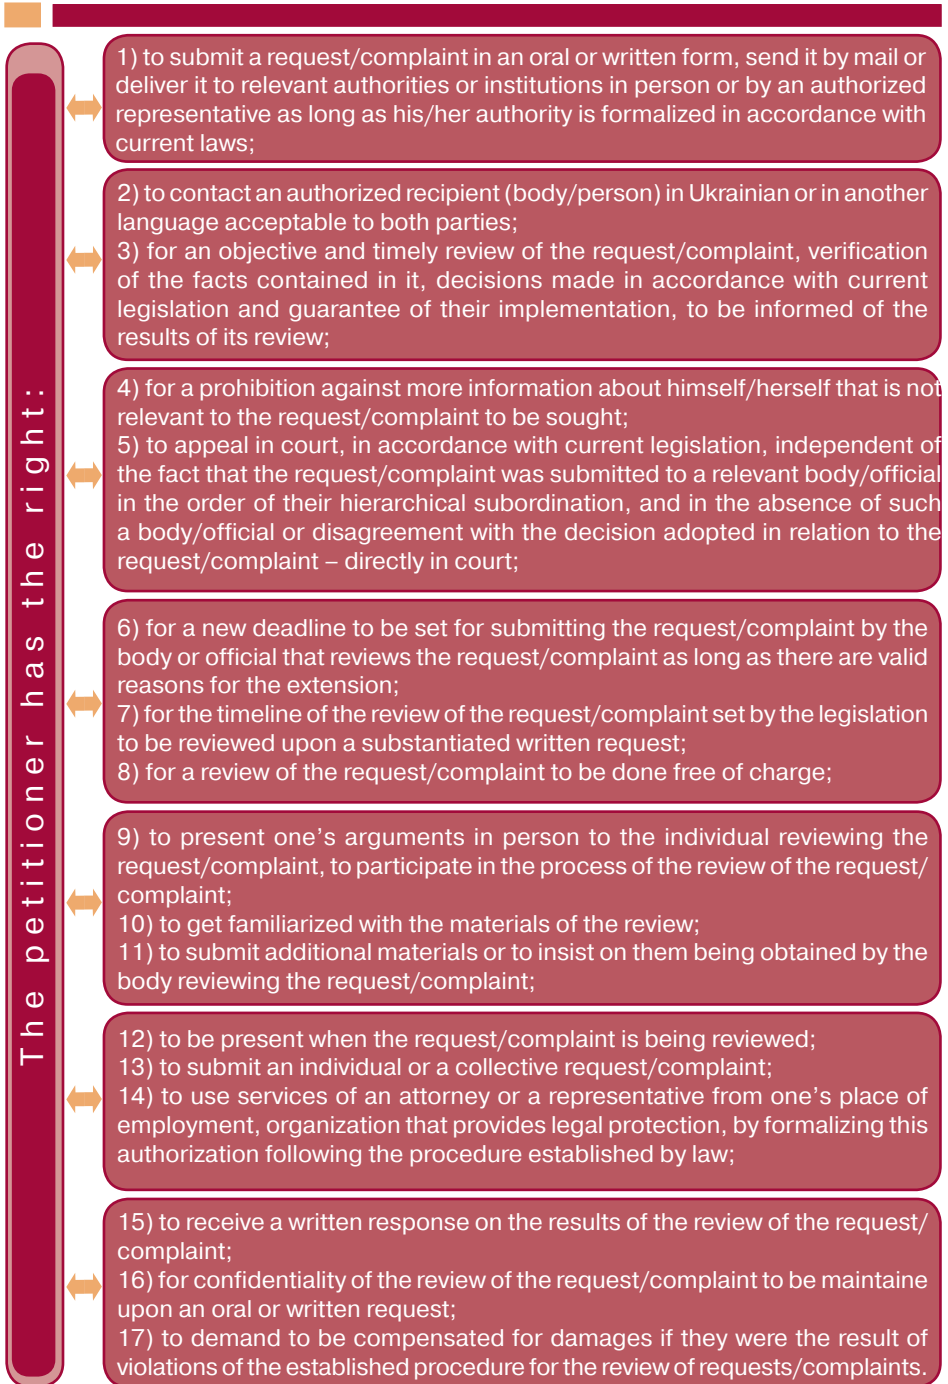 The petitioner has the right:
1) to submit a request/complaint in an oral or written form, send it by mail or
deliver it to relevant authorities or institutions in person or by an authorized
representative as long as his/her authority is formalized in accordance with
current laws;
2) to contact an authorized recipient (body/person) in Ukrainian or in another
language acceptable to both parties;
3) for an objective and timely review of the request/complaint, verification
of the facts contained in it, decisions made in accordance with current
legislation and guarantee of their implementation, to be informed of the
results of its review;
4) for a prohibition against more information about himself/herself that is not
relevant to the request/complaint to be sought;
5) to appeal in court, in accordance with current legislation, independent of
the fact that the request/complaint was submitted to a relevant body/official
in the order of their hierarchical subordination, and in the absence of such
a body/official or disagreement with the decision adopted in relation to the
request/complaint – directly in court;
6) for a new deadline to be set for submitting the request/complaint by the
body or official that reviews the request/complaint as long as there are valid
reasons for the extension;
7) for the timeline of the review of the request/complaint set by the legislation
to be reviewed upon a substantiated written request;
8) for a review of the request/complaint to be done free of charge;
9) to present one's arguments in person to the individual reviewing the
request/complaint, to participate in the process of the review of the request/
complaint;
10) to get familiarized with the materials of the review;
11) to submit additional materials or to insist on them being obtained by the
body reviewing the request/complaint;
12) to be present when the request/complaint is being reviewed;
13) to submit an individual or a collective request/complaint;
14) to use services of an attorney or a representative from one's place of
employment, organization that provides legal protection, by formalizing this
authorization following the procedure established by law;
15) to receive a written response on the results of the review of the request/
complaint;
16) for confidentiality of the review of the request/complaint to be maintaine
upon an oral or written request;
17) to demand to be compensated for damages if they were the result of
violations of the established procedure for the review of requests/complaints.